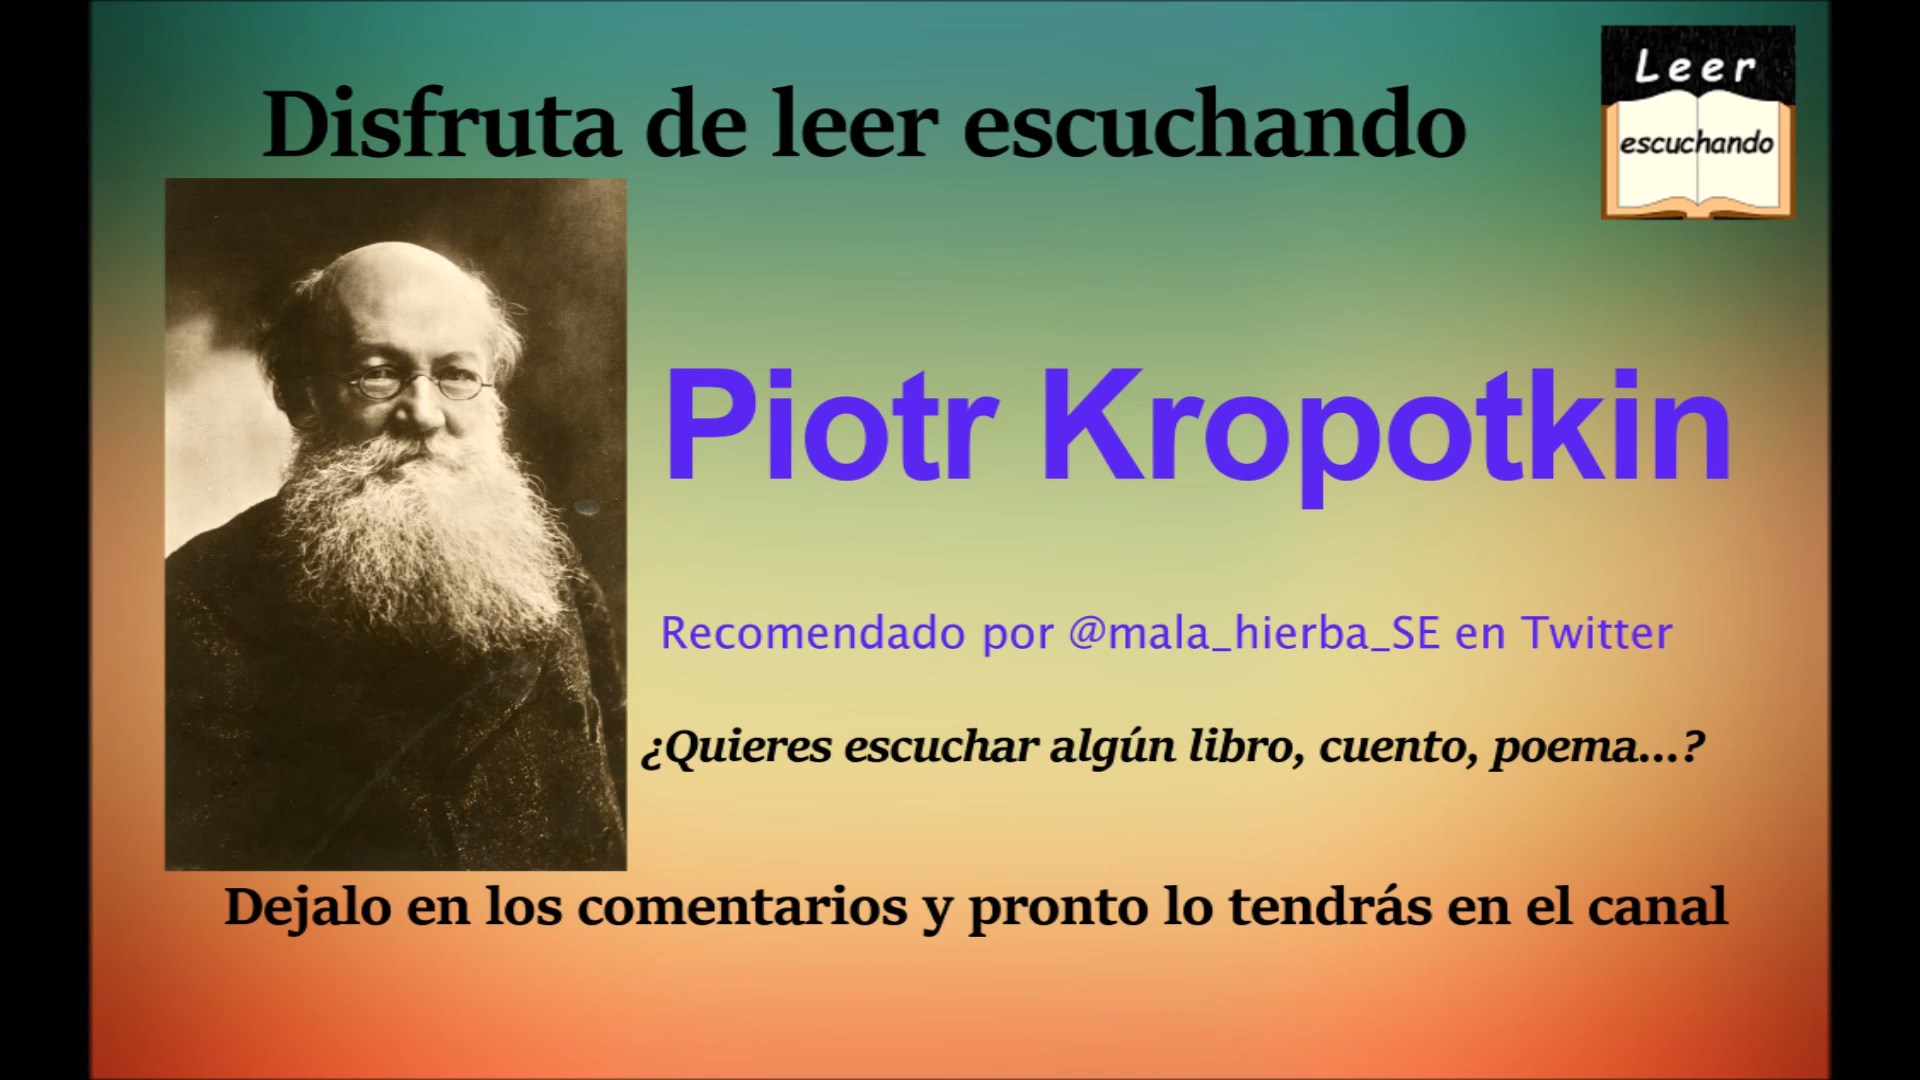 Disfruta de leer escuchando
Leer
escuchando
Piotr Kropotkin
Recomendado por @mala_hierba_SE en Twitter
¿Quieres escuchar algún libro, cuento, poema...?
Dejalo en los comentarios y pronto lo tendrás en el canal